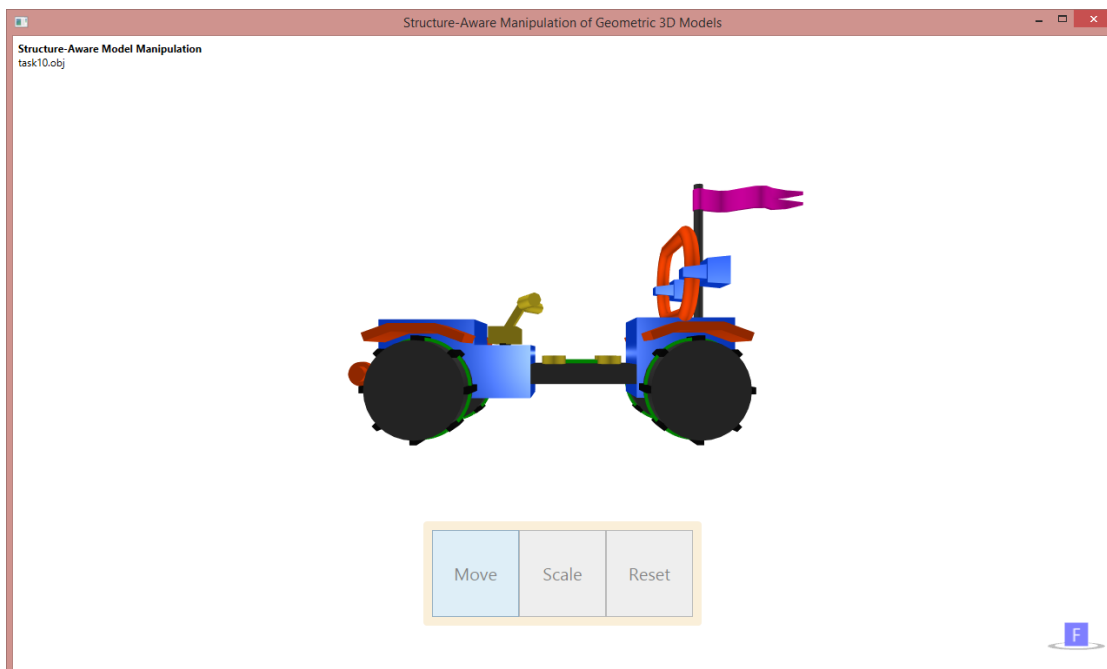 Structure-Aware Manipulation of Geometric 3D Models
Structure-Aware Model Manipulation
task10.obj
Move Scale Reset
F